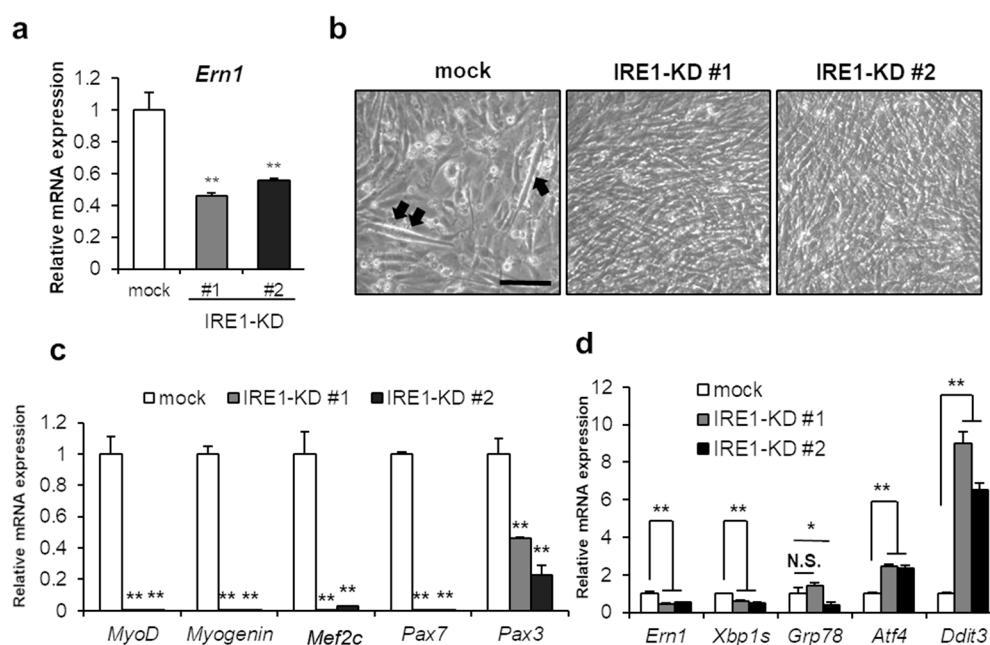 a
Ern1
Relative mRNA expression
1.2
1
0.8
0.6
0.4
0.2
0
**
**
mock
#1
#2
IRE1-KD
b
mock
IRE1-KD #1
IRE1-KD #2
c
mock
IRE1-KD #1
IRE1-KD #2
Relative mRNA expression
1.2
1
0.8
0.6
0.4
0.2
0
** **
** **
** **
** **
** **
MyoD
Myogenin
Mef2c
Pax7
Pax3
d
mock
IRE1-KD #1
IRE1-KD #2
Relative mRNA expression
12
10
8
6
4
2
0
**
**
N.S.
*
**
**
Ern1
Xbp1s
Grp78
Atf4
Ddit3